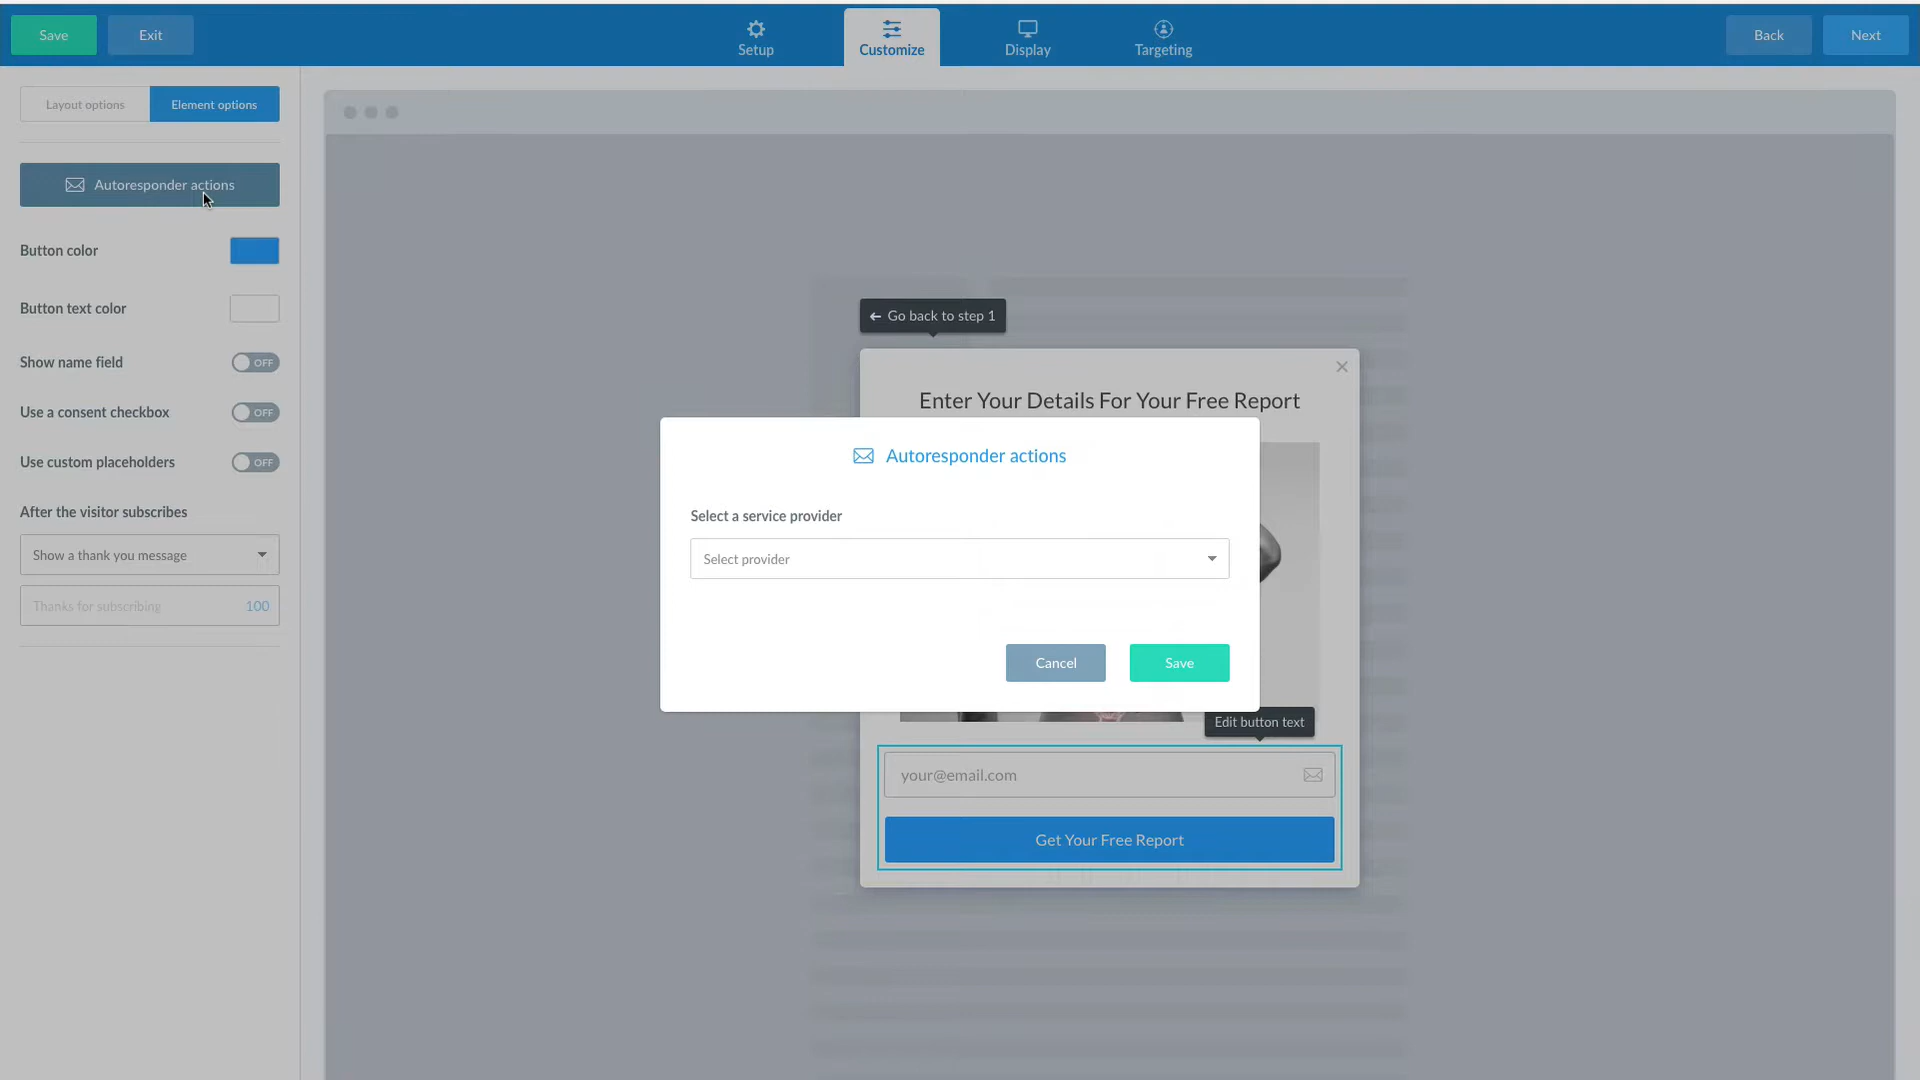 Save
Exit
Setup
Customize
Display
Targeting
Back
Next
Layout options
Element options
Autoresponder actions
Button color
Button text color
Show name field
OFF
Use a consent checkbox
OFF
Use custom placeholders
OFF
After the visitor subscribes
Show a thank you message
Thanks for subscribing
100
Go back to step 1
Enter Your Details For Your Free Report
Autoresponder actions
Select a service provider
Select provider
Cancel
Save
Edit button text
your@email.com
Get Your Free Report